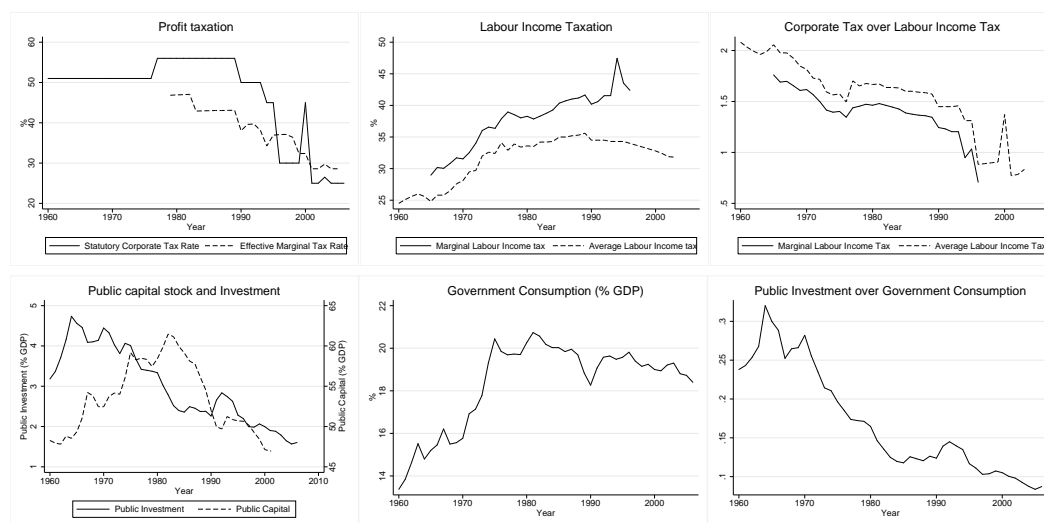 Profit taxation
60
50
40
30
20
%
1960 1970 1980 1990 2000
Year
Statutory Corporate Tax Rate Effective Marginal Tax Rate
Labour Income Taxation
50
45
40
35
30
25
%
1960 1970 1980 1990 2000
Year
Marginal Labour Income tax Average Labour Income tax
Corporate Tax over Labour Income Tax
2
1.5
1
.5
1960 1970 1980 1990 2000
Year
Marginal Labour Income Tax Average Labour Income Tax
Public capital stock and Investment
Public Investment (% GDP)
5
4
3
2
1
65
60
55
50
45
Public Capital (% GDP)
1960 1970 1980 1990 2000 2010
Year
Public Investment Public Capital
Government Consumption (% GDP)
22
20
18
16
14
%
1960 1970 1980 1990 2000
Year
Public Investment over Government Consumption
.3
.25
.2
.15
.1
1960 1970 1980 1990 2000
Year